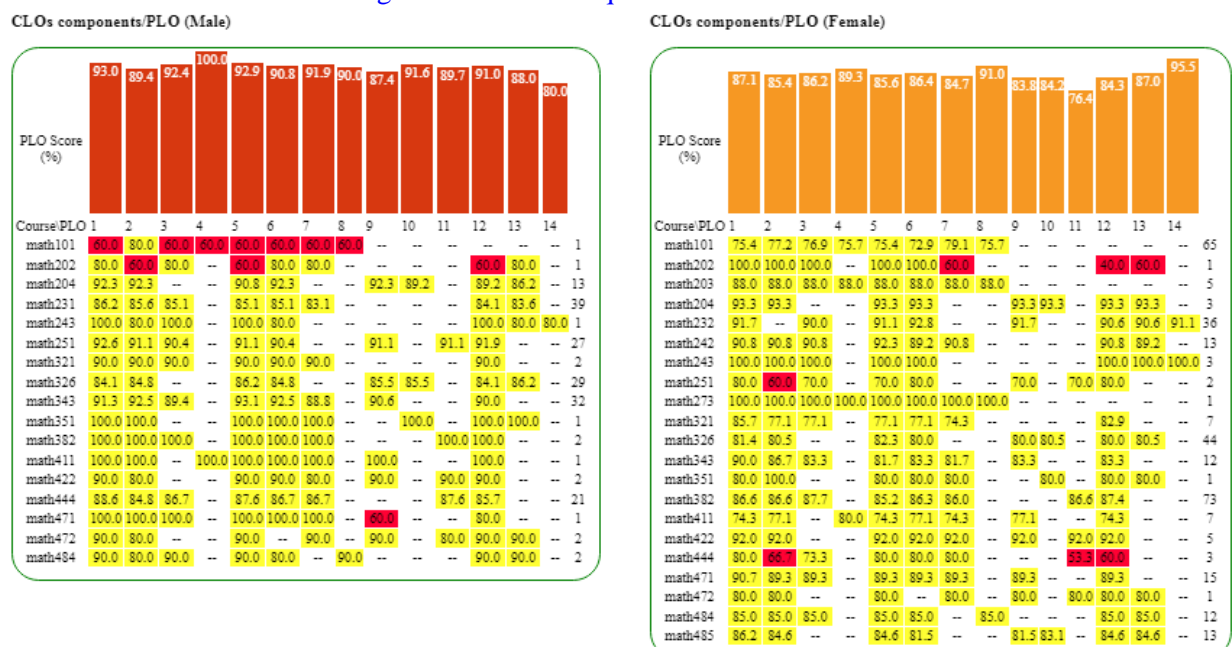 CLOs components/PLO (Male)
93.0 89.4 92.4 100.0 92.9 90.8 91.9 90.0 87.4 91.6 89.7 91.0 88.0 80.0
PLO Score
(%)
Course\PLO 1 2 3 4 5 6 7 8 9 10 11 12 13 14
math101 60.0 80.0 60.0 60.0 60.0 60.0 60.0 60.0 -- -- -- -- -- -- 1
math202 80.0 60.0 80.0 -- 60.0 80.0 80.0 -- -- -- -- 60.0 80.0 -- 1
math204 92.3 92.3 -- -- 90.8 92.3 -- -- 92.3 89.2 -- 89.2 86.2 -- 13
math231 86.2 85.6 85.1 -- 85.1 85.1 83.1 -- -- -- -- 84.1 83.6 -- 39
math243 100.0 80.0 100.0 -- 100.0 80.0 -- -- -- -- -- 100.0 80.0 80.0 1
math251 92.6 91.1 90.4 -- 91.1 90.4 -- -- 91.1 -- 91.1 91.9 -- -- 27
math321 90.0 90.0 90.0 -- 90.0 90.0 90.0 -- -- -- -- 90.0 -- -- 2
math326 84.1 84.8 -- -- 86.2 84.8 -- -- 85.5 85.5 -- 84.1 86.2 -- 29
math343 91.3 92.5 89.4 -- 93.1 92.5 88.8 -- 90.6 -- -- 90.0 -- -- 32
math351 100.0 100.0 -- -- 100.0 100.0 100.0 -- -- 100.0 -- 100.0 100.0 -- 1
math382 100.0 100.0 100.0 -- 100.0 100.0 100.0 -- -- -- 100.0 100.0 -- -- 2
math411 100.0 100.0 -- 100.0 100.0 100.0 100.0 -- 100.0 -- -- 100.0 -- -- 1
math422 90.0 80.0 -- -- 90.0 90.0 80.0 -- 90.0 -- 90.0 90.0 -- -- 2
math444 88.6 84.8 86.7 -- 87.6 86.7 86.7 -- -- -- 87.6 85.7 -- -- 21
math471 100.0 100.0 100.0 -- 100.0 100.0 100.0 -- 60.0 -- -- 80.0 -- -- 1
math472 90.0 80.0 -- -- 90.0 -- 90.0 -- 90.0 -- 80.0 90.0 90.0 -- 2
math484 90.0 80.0 90.0 -- 90.0 80.0 -- 90.0 -- -- -- 90.0 90.0 -- 2
CLOs components/PLO (Female)
87.1 85.4 86.2 89.3 85.6 86.4 84.7 91.0 83.8 84.2 76.4 84.3 87.0 95.5
PLO Score
(%)
Course\PLO 1 2 3 4 5 6 7 8 9 10 11 12 13 14
math101 75.4 77.2 76.9 75.7 75.4 72.9 79.1 75.7 -- -- -- -- -- -- 65
math202 100.0 100.0 100.0 -- 100.0 100.0 60.0 -- -- -- -- 40.0 60.0 -- 1
math203 88.0 88.0 88.0 88.0 88.0 88.0 88.0 88.0 -- -- -- -- -- -- 5
math204 93.3 93.3 -- -- 93.3 93.3 -- -- 93.3 93.3 -- 93.3 93.3 -- 3
math232 91.7 -- 90.0 -- 91.1 92.8 -- -- 91.7 -- -- 90.6 90.6 91.1 36
math242 90.8 90.8 90.8 -- 92.3 89.2 90.8 -- -- -- -- 90.8 89.2 -- 13
math243 100.0 100.0 100.0 -- 100.0 100.0 -- -- -- -- -- 100.0 100.0 100.0 3
math251 80.0 60.0 70.0 -- 70.0 80.0 -- -- 70.0 -- 70.0 80.0 -- -- 2
math273 100.0 100.0 100.0 100.0 100.0 100.0 100.0 100.0 -- -- -- -- -- -- 1
math321 85.7 77.1 77.1 -- 77.1 77.1 74.3 -- -- -- -- 82.9 -- -- 7
math326 81.4 80.5 -- -- 82.3 80.0 -- -- 80.0 80.5 -- 80.0 80.5 -- 44
math343 90.0 86.7 83.3 -- 81.7 83.3 81.7 -- 83.3 -- -- 83.3 -- -- 12
math351 80.0 100.0 -- -- 80.0 80.0 80.0 -- -- 80.0 -- 80.0 80.0 -- 1
math382 86.6 86.6 87.7 -- 85.2 86.3 86.0 -- -- -- 86.6 87.4 -- -- 73
math411 74.3 77.1 -- 80.0 74.3 77.1 74.3 -- 77.1 -- -- 74.3 -- -- 7
math422 92.0 92.0 -- -- 92.0 92.0 92.0 -- 92.0 -- 92.0 92.0 -- -- 5
math444 80.0 66.7 73.3 -- 80.0 80.0 80.0 -- -- -- 53.3 60.0 -- -- 3
math471 90.7 89.3 89.3 -- 89.3 89.3 89.3 -- 89.3 -- -- 89.3 -- -- 15
math472 80.0 80.0 -- -- 80.0 -- 80.0 -- 80.0 -- 80.0 80.0 80.0 -- 1
math484 85.0 85.0 85.0 -- 85.0 85.0 -- 85.0 -- -- -- 85.0 85.0 -- 12
math485 86.2 84.6 -- -- 84.6 81.5 -- -- 81.5 83.1 -- 84.6 84.6 -- 13